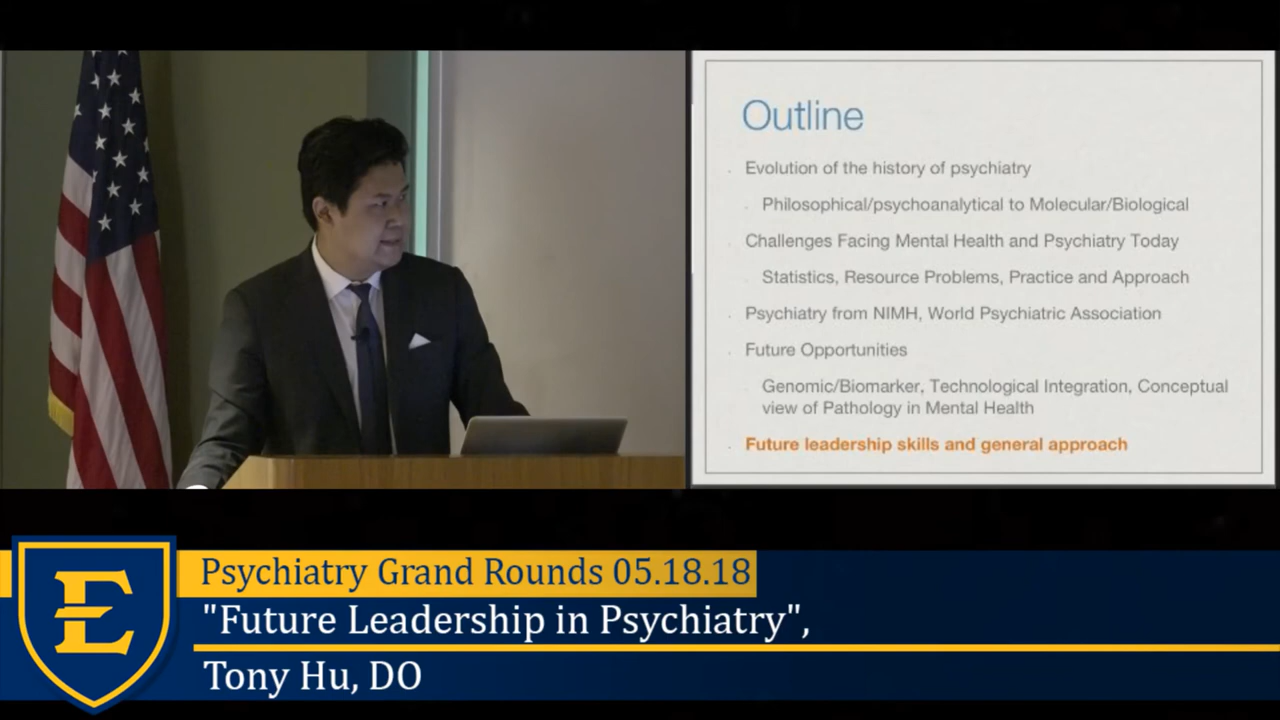 Outline
Evolution of the history of psychiatry
Philosophical/psychoanalytical to Molecular/Biological
Challenges Facing Mental Health and Psychiatry Today
Statistics, Resource Problems, Practice and Approach
Psychiatry from NIMH, World Psychiatric Association
Future Opportunities
Genomic/Biomarker, Technological Integration, Conceptual
view of Pathology in Mental Health
Future leadership skills and general approach
E
Psychiatry Grand Rounds 05.18.18
"Future Leadership in Psychiatry",
Tony Hu, DO